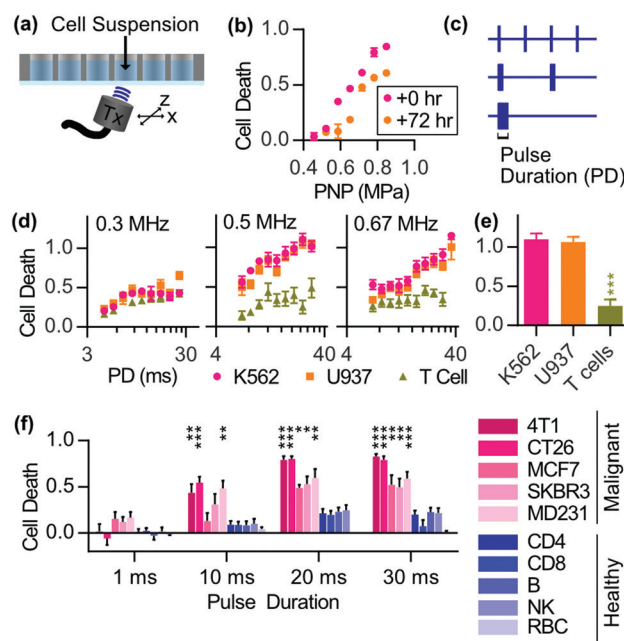 (a)
Cell Suspension
Tx
z
x
(b)
Cell Death
1.0
0.5
0.0
+0 hr
+72 hr
0.4 0.6 0.8 1.0
PNP (MPa)
(c)
Pulse
Duration (PD)
(d)
0.3 MHz
0.5 MHz
0.67 MHz
Cell Death
1.0
0.5
0.0
3 30
4 40
4 40
PD (ms)
K562
U937
T Cell
(e)
1.0
0.5
0.0
***
K562
U937
T cells
(f)
Cell Death
1.0
0.5
0.0
** *** **
*** *** * * **
*** *** *** *** ***
1 ms 10 ms 20 ms 30 ms
Pulse Duration
4T1
CT26
MCF7
SKBR3
MD231
Malignant
CD4
CD8
B
NK
RBC
Healthy